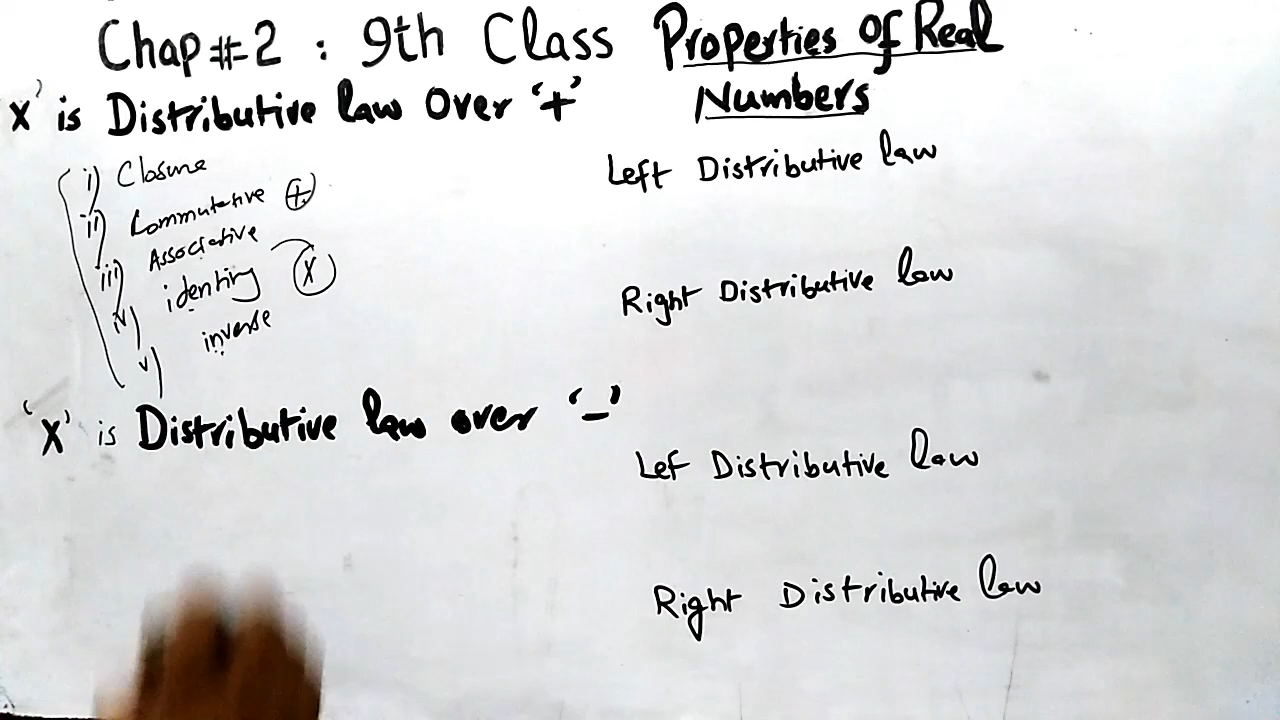 Chap # 2 : 9th Class Properties Of Real
Numbers
X' is Distributive law Over '+'
i) Closure
ii) Commutative +
iii) Associative
iv) identiny X
v) inverse
Left Distributive law
Right Distributive law
'X' is Distributive law over '-'
Lef Distributive law
Right Distributive law